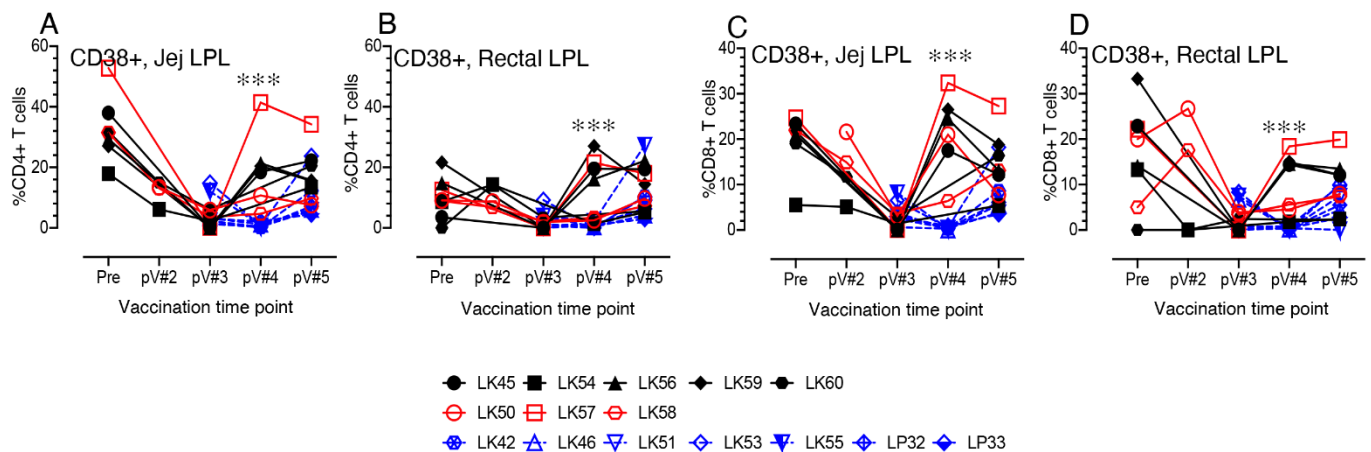 A
CD38+, Jej LPL
***
%CD4+ T cells
60
40
20
0
Pre pV#2 pV#3 pV#4 pV#5
Vaccination time point
B
CD38+, Rectal LPL
***
%CD4+ T cells
60
40
20
0
Pre pV#2 pV#3 pV#4 pV#5
Vaccination time point
C
CD38+, Jej LPL
***
%CD8+ T cells
40
30
20
10
0
Pre pV#2 pV#3 pV#4 pV#5
Vaccination time point
D
CD38+, Rectal LPL
***
%CD8+ T cells
40
30
20
10
0
Pre pV#2 pV#3 pV#4 pV#5
Vaccination time point
LK45 LK54 LK56 LK59 LK60
LK50 LK57 LK58
LK42 LK46 LK51 LK53 LK55 LP32 LP33